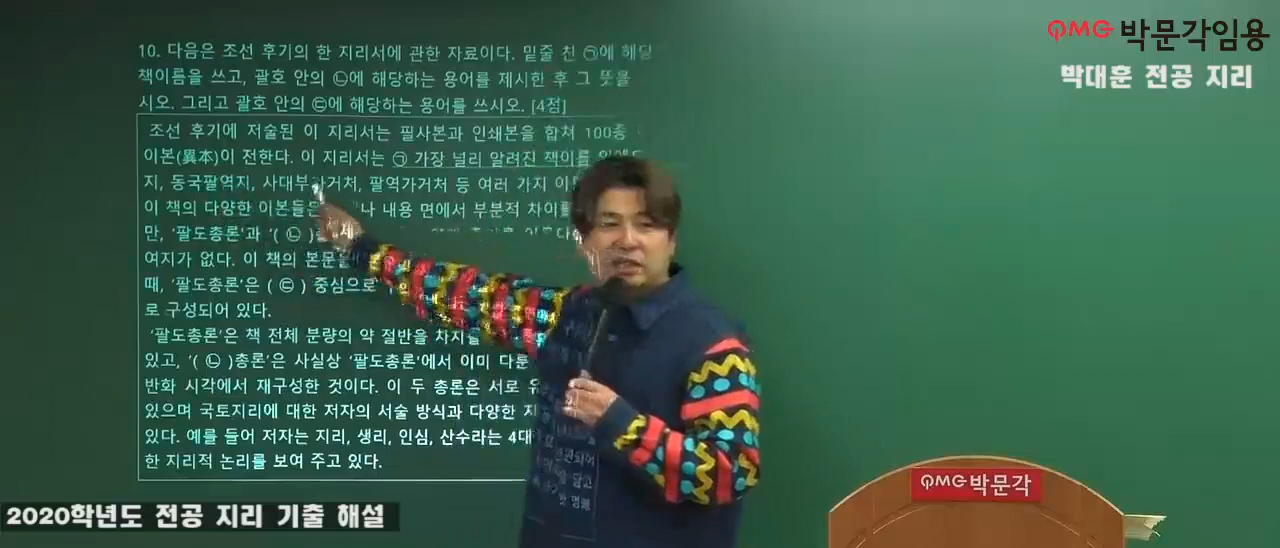 PMG 박문각임용
박대훈 전공 지리
10. 다음은 조선 후기의 한 지리서에 관한 자료이다. 밑줄 친 ㉠에 해당
책이름을 쓰고, 괄호 안의 ㉡에 해당하는 용어를 제시한 후 그 뜻을
시오. 그리고 괄호 안의 ㉢에 해당하는 용어를 쓰시오. [4점]
조선 후기에 저술된 이 지리서는 필사본과 인쇄본을 합쳐 100종
이본(異本)이 전한다. 이 지리서는 ㉠ 가장 널리 알려진 책이름
지, 동국팔역지, 사대부가거처, 팔역가거처 등 여러 가지
이 책의 다양한 이본들은 내용 면에서 부분적 차이를
만, '팔도총론'과 '( ㉡ )
여지가 없다. 이 책의 본문을
때, '팔도총론'은 ( ㉢ ) 중심으로
로 구성되어 있다.
'팔도총론'은 책 전체 분량의 약 절반을 차지
있고, '( ㉡ )총론'은 사실상 '팔도총론'에서 이미 다룬
반화 시각에서 재구성한 것이다. 이 두 총론은 서로
있으며 국토지리에 대한 저자의 서술 방식과 다양한 지
있다. 예를 들어 저자는 지리, 생리, 인심, 산수라는 4대
한 지리적 논리를 보여 주고 있다.
PMG박문각
2020학년도 전공 지리 기출 해설